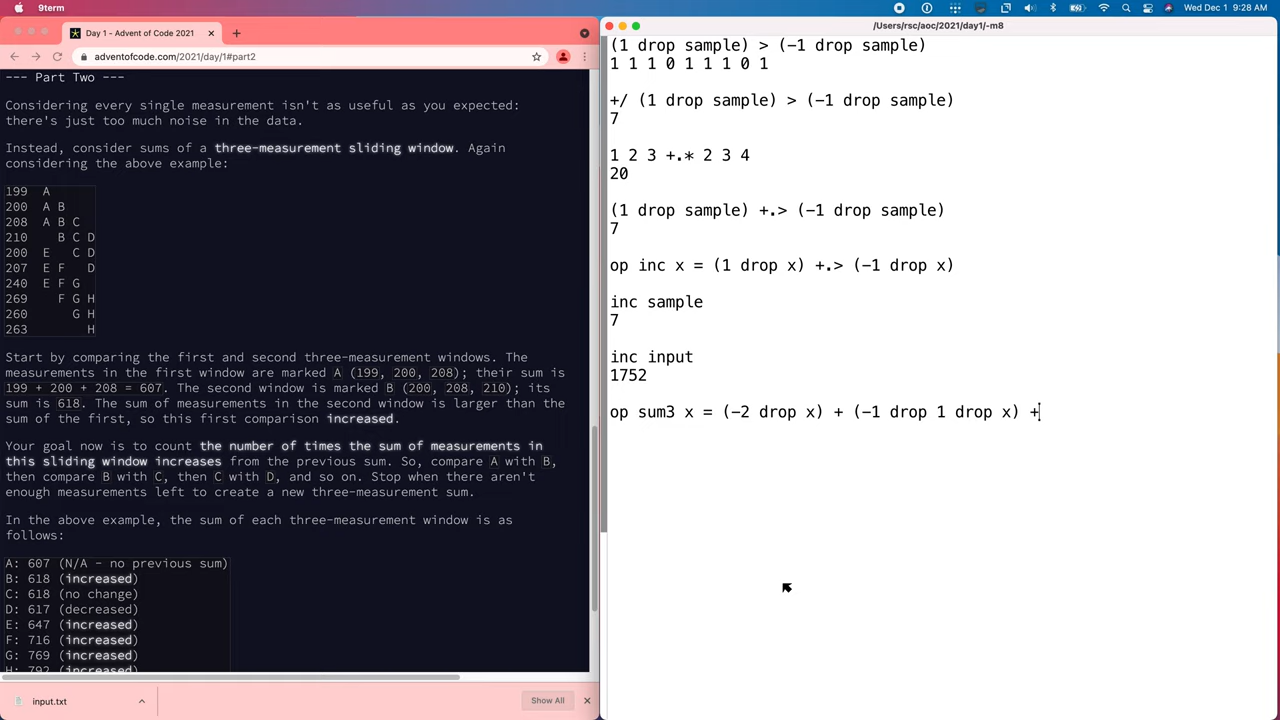 9term
Wed Dec 1 9:28 AM
Day 1 - Advent of Code 2021
adventofcode.com/2021/day/1#part2
--- Part Two ---
Considering every single measurement isn't as useful as you expected:
there's just too much noise in the data.
Instead, consider sums of a three-measurement sliding window. Again
considering the above example:
199 A
200 A B
208 A B C
210 B C D
200 E C D
207 E F D
240 E F G
269 F G H
260 G H
263 H
Start by comparing the first and second three-measurement windows. The
measurements in the first window are marked A (199, 200, 208); their sum is
199 + 200 + 208 = 607. The second window is marked B (200, 208, 210); its
sum is 618. The sum of measurements in the second window is larger than the
sum of the first, so this first comparison increased.
Your goal now is to count the number of times the sum of measurements in
this sliding window increases from the previous sum. So, compare A with B,
then compare B with C, then C with D, and so on. Stop when there aren't
enough measurements left to create a new three-measurement sum.
In the above example, the sum of each three-measurement window is as
follows:
A: 607 (N/A - no previous sum)
B: 618 (increased)
C: 618 (no change)
D: 617 (decreased)
E: 647 (increased)
F: 716 (increased)
G: 769 (increased)
H: 792 (increased)
input.txt
Show All
/Users/rsc/aoc/2021/day1/-m8
(1 drop sample) > (-1 drop sample)
1 1 1 0 1 1 1 0 1
+/ (1 drop sample) > (-1 drop sample)
7
1 2 3 +.* 2 3 4
20
(1 drop sample) +.> (-1 drop sample)
7
op inc x = (1 drop x) +.> (-1 drop x)
inc sample
7
inc input
1752
op sum3 x = (-2 drop x) + (-1 drop 1 drop x) +